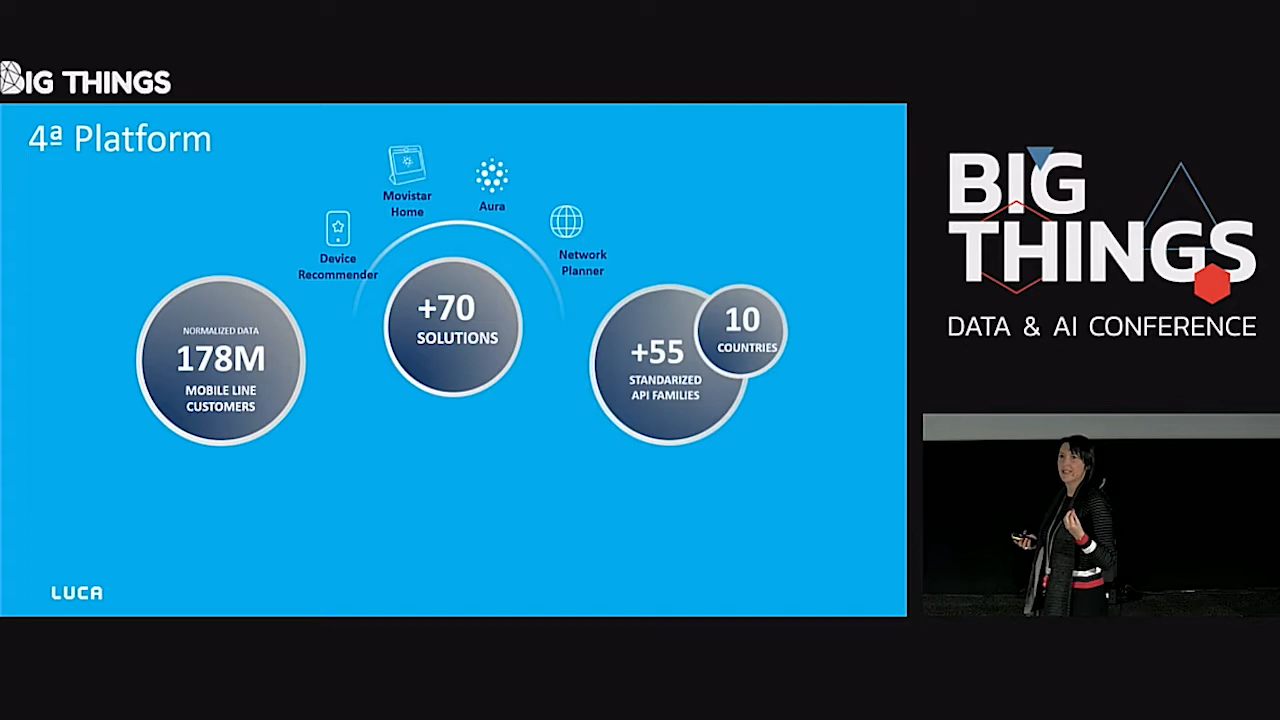 BIG THINGS
4ª Platform
Movistar
Home
Aura
Device
Recommender
Network
Planner
NORMALIZED DATA
178M
MOBILE LINE
CUSTOMERS
+70
SOLUTIONS
+55
STANDARIZED
API FAMILIES
10
COUNTRIES
LUCA
BIG
THINGS
DATA & AI CONFERENCE